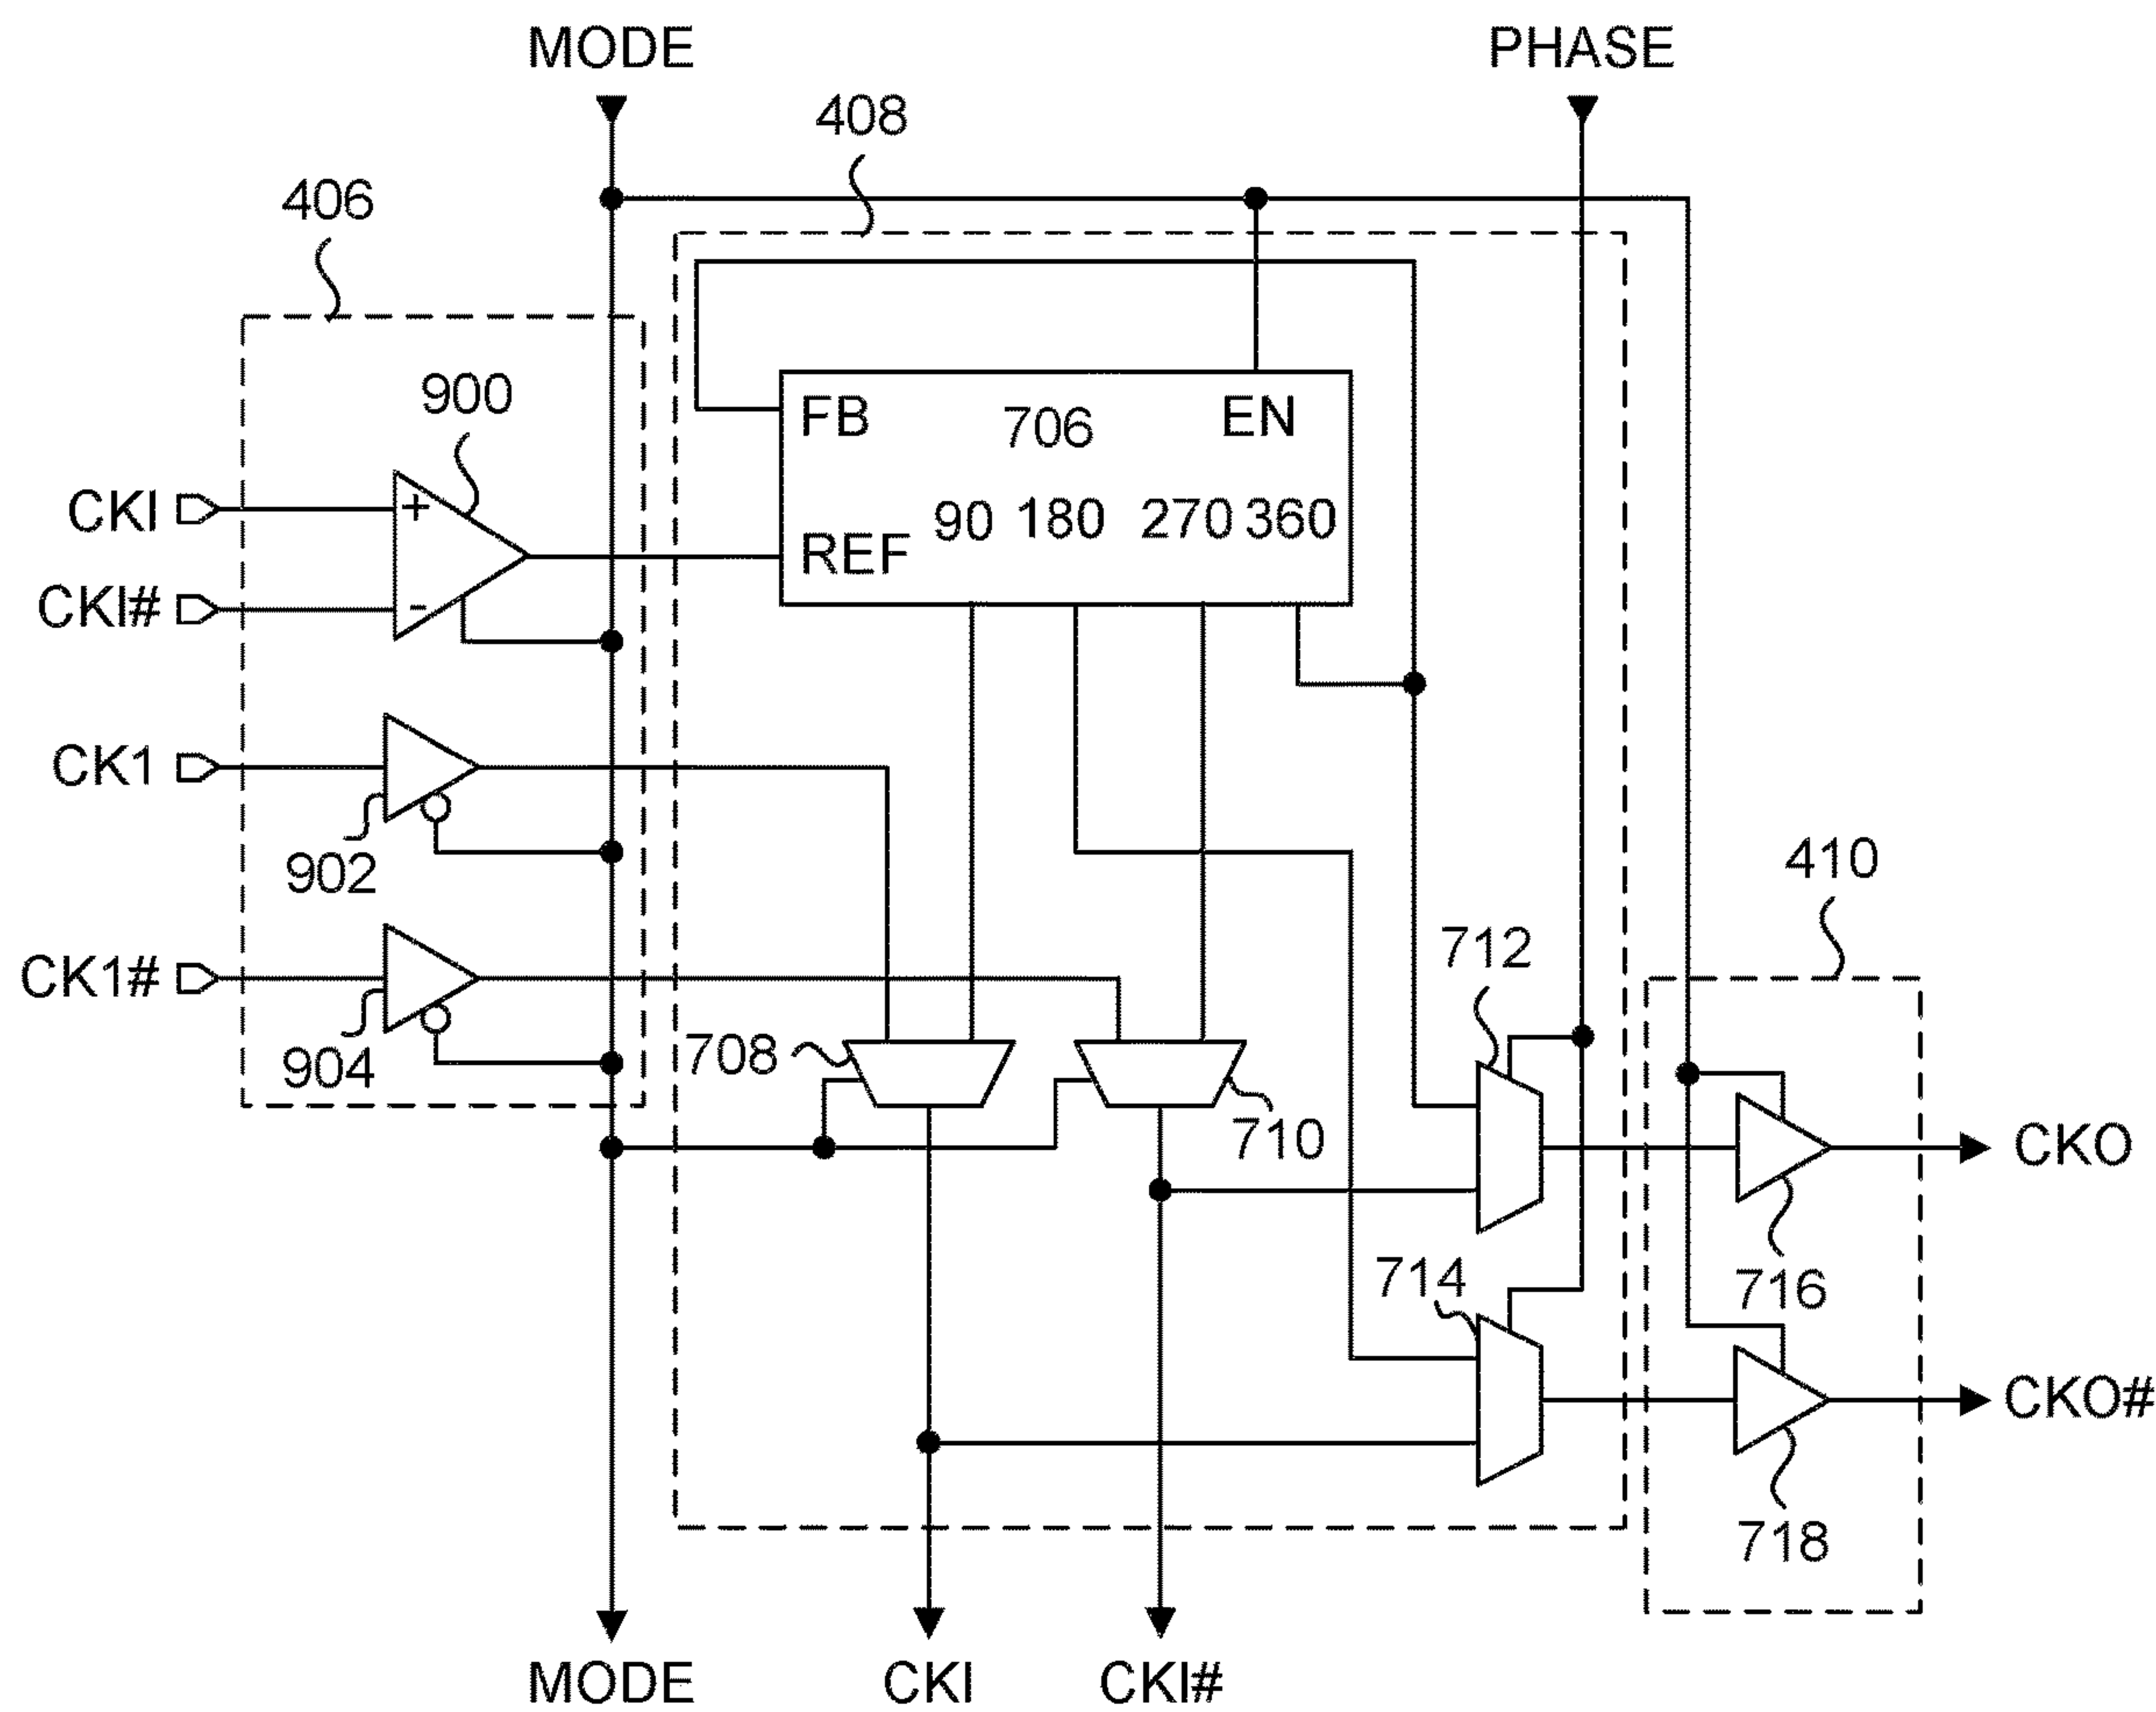 MODE
PHASE
408
406
900
FB
706
EN
CKI
+
90
180
270
360
REF
CKI#
-
CK1
902
410
712
CK1#
904
708
710
CKO
714
716
CKO#
718
MODE
CKI
CKI#